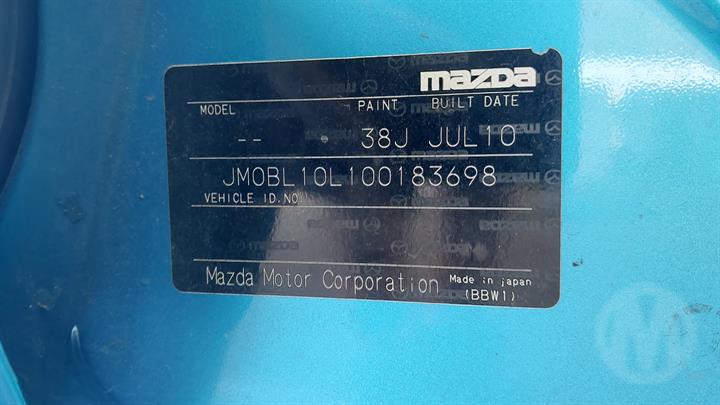 mazda
MODEL PAINT BUILT DATE
-- 38J JUL10
JM0BL10L100183698
VEHICLE ID.NO.
Mazda Motor Corporation Made in japan
(BBW1)